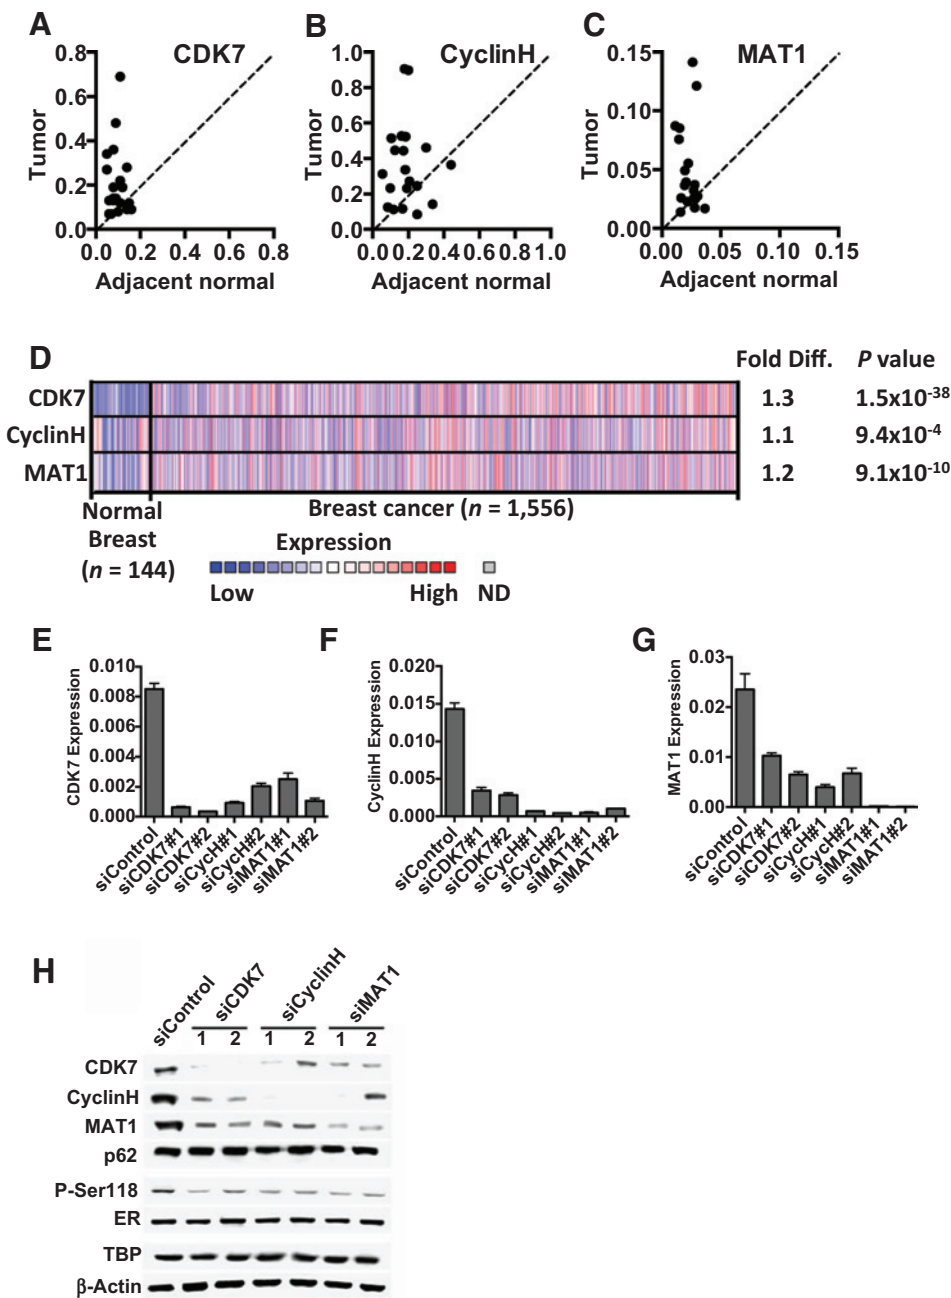 A
B
C
CDK7
CyclinH
MAT1
0.8
0.6
0.4
0.2
0.0
Tumor
0.0 0.2 0.4 0.6 0.8
Adjacent normal
1.0
0.8
0.6
0.4
0.2
0.0
Tumor
0.0 0.2 0.4 0.6 0.8 1.0
Adjacent normal
0.15
0.10
0.05
0.00
Tumor
0.00 0.05 0.10 0.15
Adjacent normal
D
Fold Diff. P value
CDK7 1.3 1.5x10-38
CyclinH 1.1 9.4x10-4
MAT1 1.2 9.1x10-10
Normal
Breast
(n = 144)
Breast cancer (n = 1,556)
Expression
Low High ND
E
CDK7 Expression
0.010
0.008
0.006
0.004
0.002
0.000
siControl
siCDK7#1
siCDK7#2
siCycH#1
siCycH#2
siMAT1#1
siMAT1#2
F
CyclinH Expression
0.020
0.015
0.010
0.005
0.000
siControl
siCDK7#1
siCDK7#2
siCycH#1
siCycH#2
siMAT1#1
siMAT1#2
G
MAT1 Expression
0.03
0.02
0.010
0.00
siControl
siCDK7#1
siCDK7#2
siCycH#1
siCycH#2
siMAT1#1
siMAT1#2
H
siControl
siCDK7
siCyclinH
siMAT1
1 2 1 2 1 2
CDK7
CyclinH
MAT1
p62
P-Ser118
ER
TBP
β-Actin